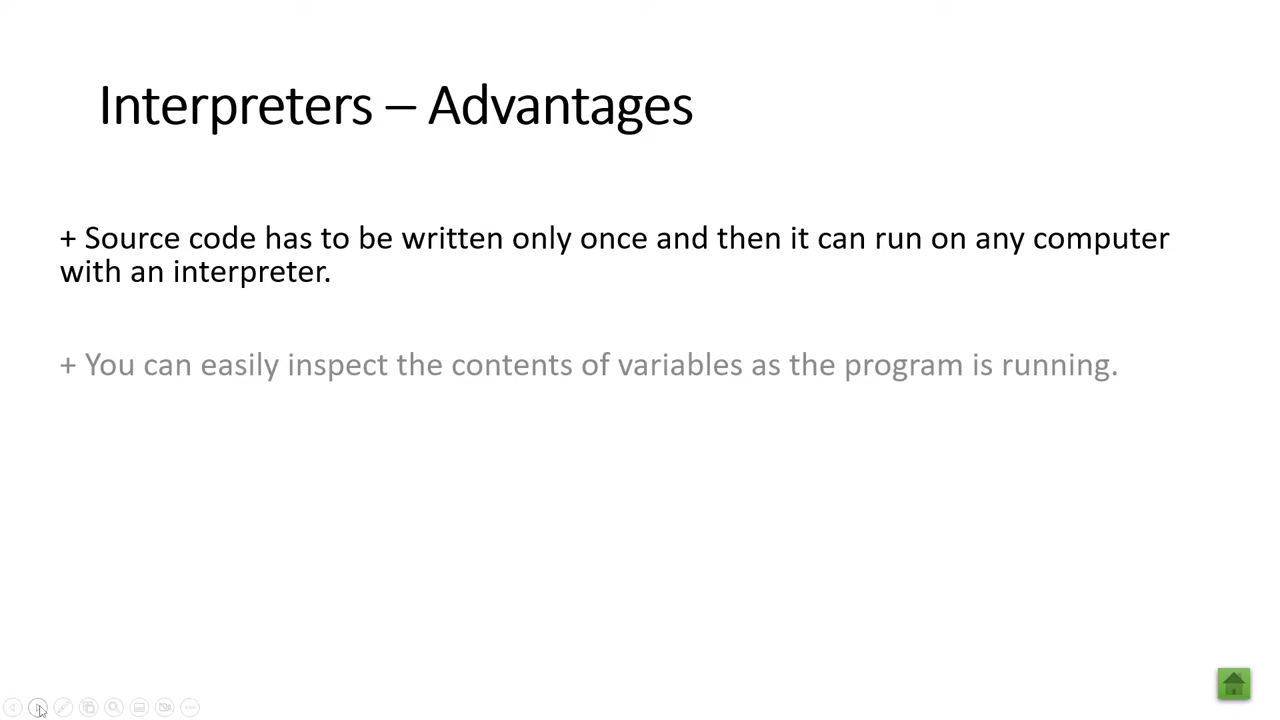 Interpreters – Advantages
+ Source code has to be written only once and then it can run on any computer
with an interpreter.
+ You can easily inspect the contents of variables as the program is running.